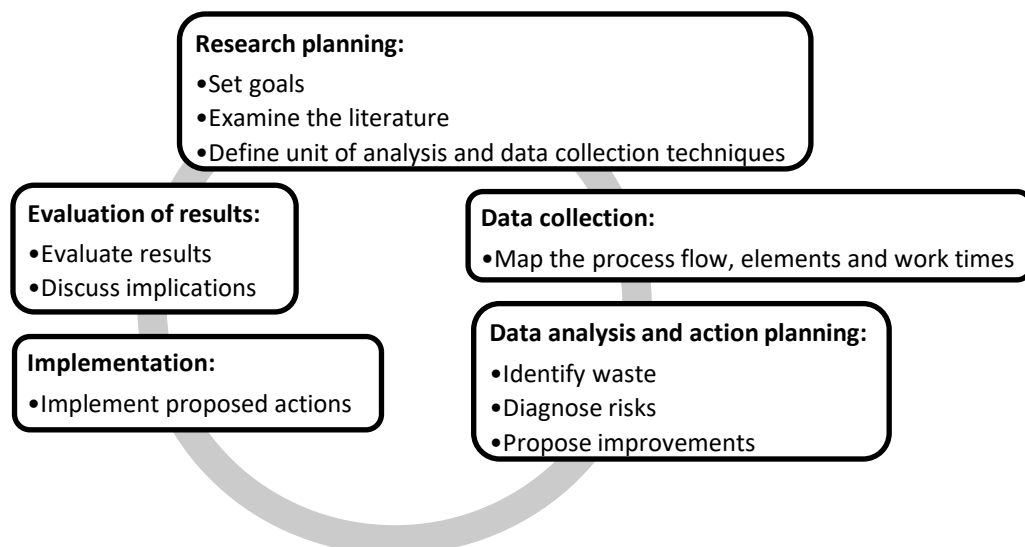 Research planning:
•Set goals
•Examine the literature
•Define unit of analysis and data collection techniques
Data collection:
•Map the process flow, elements and work times
Data analysis and action planning:
•Identify waste
•Diagnose risks
•Propose improvements
Implementation:
•Implement proposed actions
Evaluation of results:
•Evaluate results
•Discuss implications